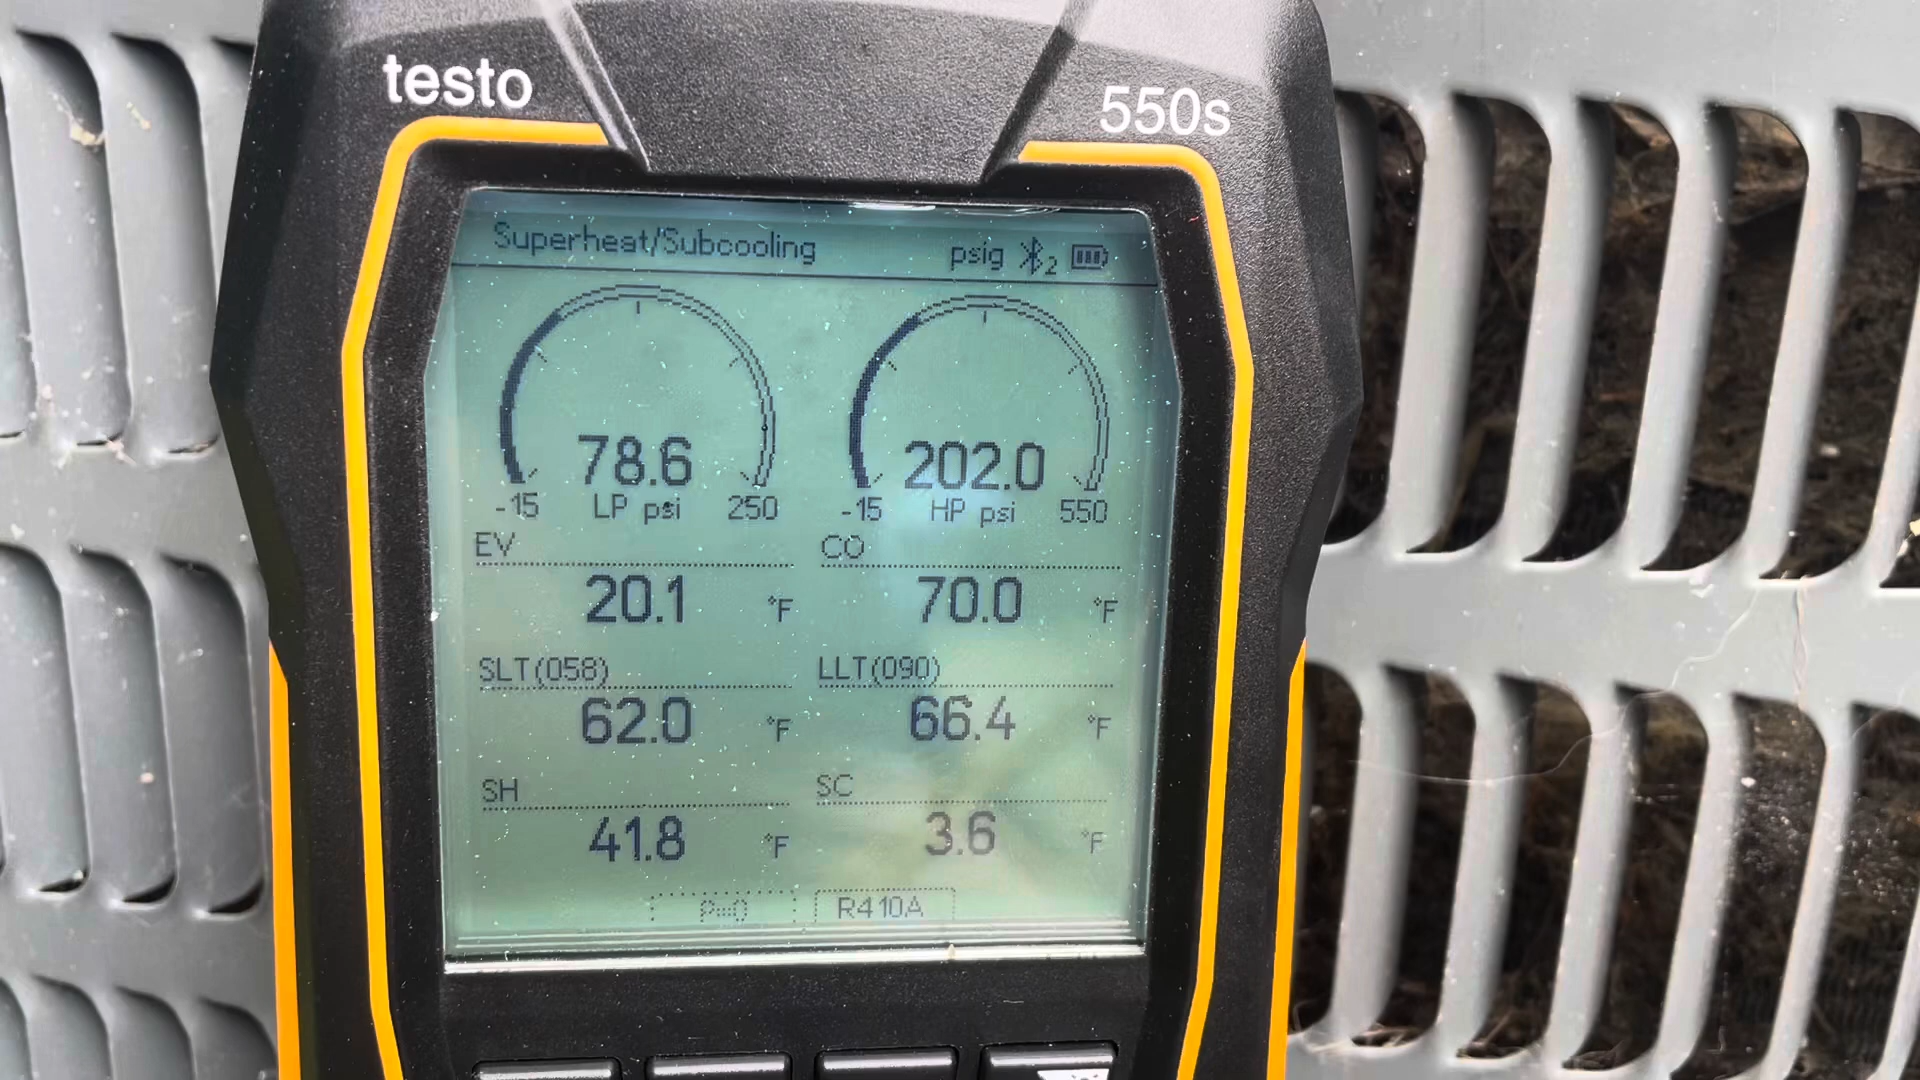 testo
550s
Superheat/Subcooling psig 2
78.6 202.0
-15 LP psi 250 -15 HP psi 550
EV CO
20.1 °F 70.0 °F
SLT(058) LLT(090)
62.0 °F 66.4 °F
SH SC
41.8 °F 3.6 °F
P=0 R410A